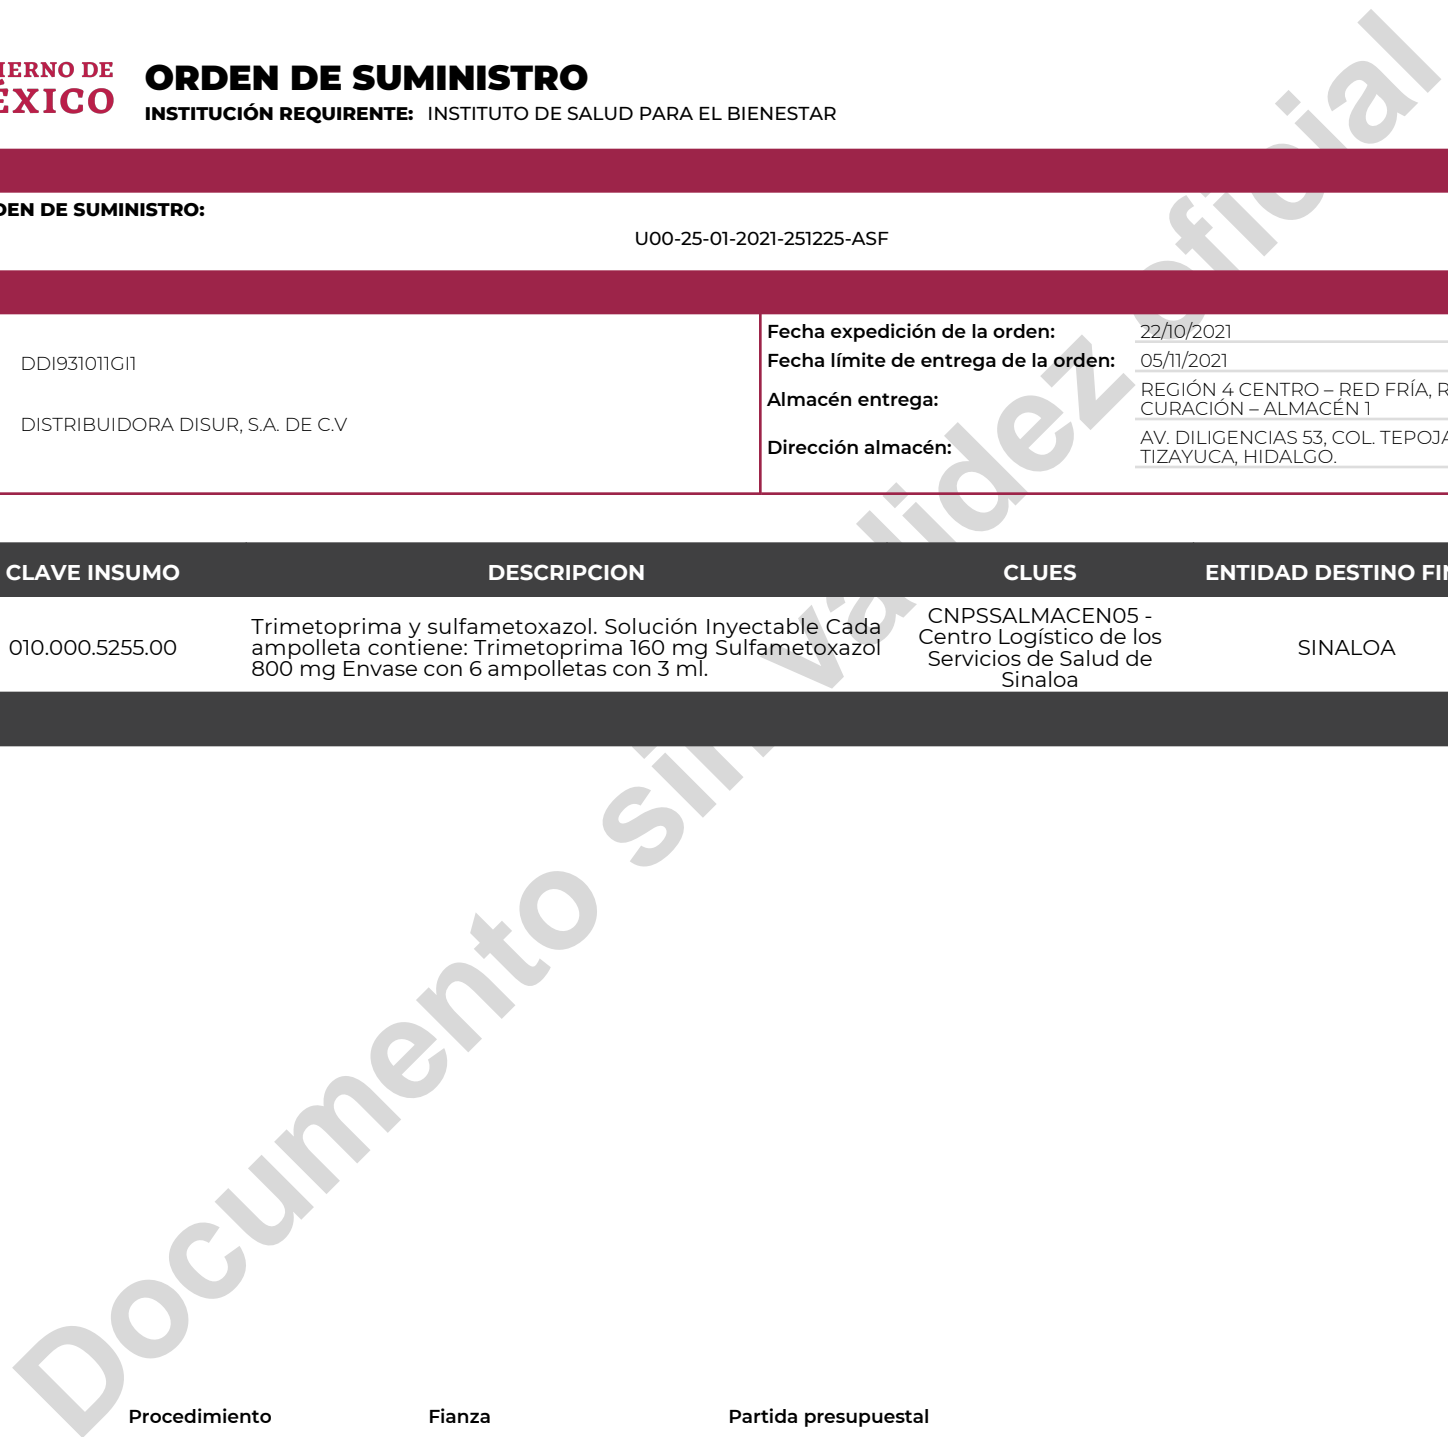 IERNO DE
ÉXICO
ORDEN DE SUMINISTRO
INSTITUCIÓN REQUIRENTE: INSTITUTO DE SALUD PARA EL BIENESTAR
DEN DE SUMINISTRO:
U00-25-01-2021-251225-ASF
DDI931011GI1
DISTRIBUIDORA DISUR, S.A. DE C.V
Fecha expedición de la orden: 22/10/2021
Fecha límite de entrega de la orden: 05/11/2021
Almacén entrega: REGIÓN 4 CENTRO – RED FRÍA, R
CURACIÓN – ALMACÉN 1
Dirección almacén: AV. DILIGENCIAS 53, COL. TEPOJA
TIZAYUCA, HIDALGO.
CLAVE INSUMO DESCRIPCION CLUES ENTIDAD DESTINO FIN
010.000.5255.00
Trimetoprima y sulfametoxazol. Solución Inyectable Cada
ampolleta contiene: Trimetoprima 160 mg Sulfametoxazol
800 mg Envase con 6 ampolletas con 3 ml.
CNPSSALMACEN05 -
Centro Logístico de los
Servicios de Salud de
Sinaloa
SINALOA
Documento sin validez oficial
Procedimiento Fianza Partida presupuestal